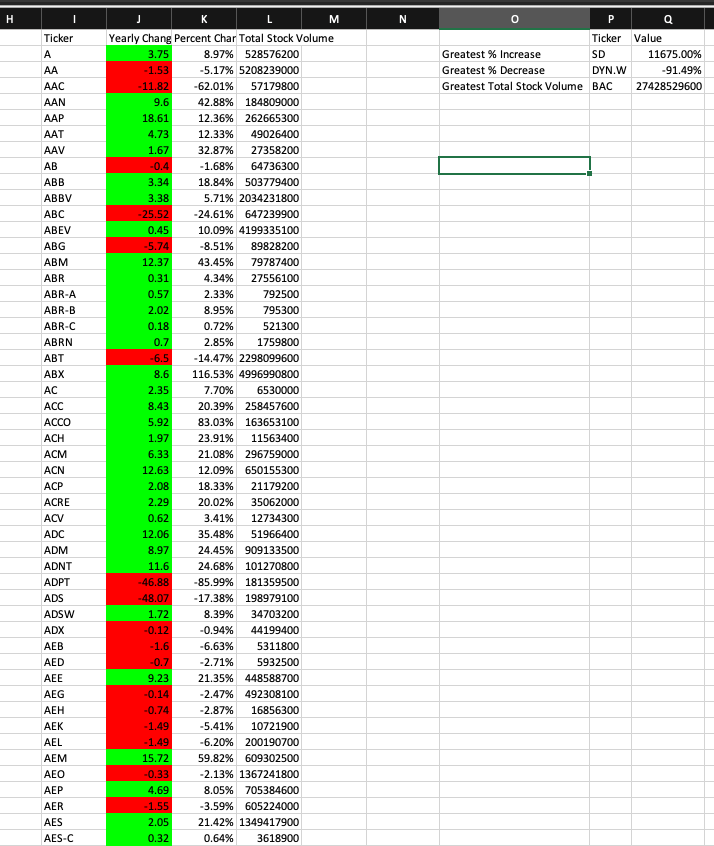 H I J K L M N O P Q
Ticker Yearly Chang Percent Char Total Stock Volume Ticker Value
A 3.75 8.97% 528576200 Greatest % Increase SD 11675.00%
AA -1.53 -5.17% 5208239000 Greatest % Decrease DYN.W -91.49%
AAC -11.82 -62.01% 57179800 Greatest Total Stock Volume BAC 27428529600
AAN 9.6 42.88% 184809000
AAP 18.61 12.36% 262665300
AAT 4.73 12.33% 49026400
AAV 1.67 32.87% 27358200
AB -0.4 -1.68% 64736300
ABB 3.34 18.84% 503779400
ABBV 3.38 5.71% 2034231800
ABC -25.52 -24.61% 647239900
ABEV 0.45 10.09% 4199335100
ABG -5.74 -8.51% 89828200
ABM 12.37 43.45% 79787400
ABR 0.31 4.34% 27556100
ABR-A 0.57 2.33% 792500
ABR-B 2.02 8.95% 795300
ABR-C 0.18 0.72% 521300
ABRN 0.7 2.85% 1759800
ABT -6.5 -14.47% 2298099600
ABX 8.6 116.53% 4996990800
AC 2.35 7.70% 6530000
ACC 8.43 20.39% 258457600
ACCO 5.92 83.03% 163653100
ACH 1.97 23.91% 11563400
ACM 6.33 21.08% 296759000
ACN 12.63 12.09% 650155300
ACP 2.08 18.33% 21179200
ACRE 2.29 20.02% 35062000
ACV 0.62 3.41% 12734300
ADC 12.06 35.48% 51966400
ADM 8.97 24.45% 909133500
ADNT 11.6 24.68% 101270800
ADPT -46.88 -85.99% 181359500
ADS -48.07 -17.38% 198979100
ADSW 1.72 8.39% 34703200
ADX -0.12 -0.94% 44199400
AEB -1.6 -6.63% 5311800
AED -0.7 -2.71% 5932500
AEE 9.23 21.35% 448588700
AEG -0.14 -2.47% 492308100
AEH -0.74 -2.87% 16856300
AEK -1.49 -5.41% 10721900
AEL -1.49 -6.20% 200190700
AEM 15.72 59.82% 609302500
AEO -0.33 -2.13% 1367241800
AEP 4.69 8.05% 705384600
AER -1.55 -3.59% 605224000
AES 2.05 21.42% 1349417900
AES-C 0.32 0.64% 3618900